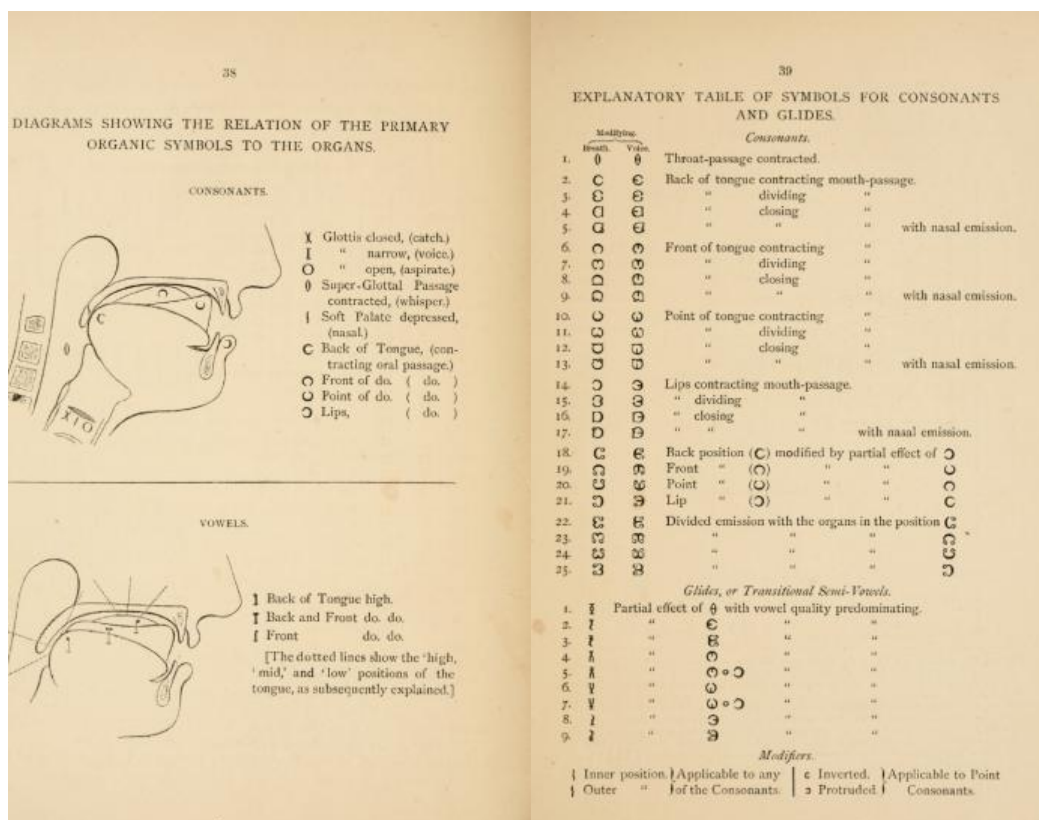 38
DIAGRAMS SHOWING THE RELATION OF THE PRIMARY
ORGANIC SYMBOLS TO THE ORGANS.
CONSONANTS.
Glottis closed, (catch.)
" narrow, (voice.)
" open, (aspirate.)
Super-Glottal Passage
contracted, (whisper.)
Soft Palate depressed,
(nasal.)
Back of Tongue, (con-
tracting oral passage.)
Front of do. ( do. )
Point of do. ( do. )
Lips, ( do. )
VOWELS.
Back of Tongue high.
Back and Front do. do.
Front do. do.
[The dotted lines show the 'high,
'mid,' and 'low' positions of the
tongue, as subsequently explained.]
39
EXPLANATORY TABLE OF SYMBOLS FOR CONSONANTS
AND GLIDES.
Modifying.
Breath. Voice.
Consonants.
1. Throat-passage contracted.
2. Back of tongue contracting mouth-passage.
3. " dividing "
4. " closing "
5. " " " with nasal emission.
6. Front of tongue contracting "
7. " dividing "
8. " closing "
9. " " " with nasal emission.
10. Point of tongue contracting "
11. " dividing "
12. " closing "
13. " " " with nasal emission.
14. Lips contracting mouth-passage.
15. " dividing "
16. " closing "
17. " " " with nasal emission.
18. Back position (C) modified by partial effect of Ɔ
19. Front " ( ) " "
20. Point " ( ) " "
21. Lip " (Ɔ) " " C
22. Divided emission with the organs in the position
23. " " "
24. " " "
25. " " "
Glides, or Transitional Semi-Vowels.
1. Partial effect of θ with vowel quality predominating.
2. " " "
3. " " "
4. " " "
5. " " "
6. " " "
7. " " "
8. " " "
9. " " "
Modifiers.
Inner position. } Applicable to any | c Inverted. } Applicable to Point
Outer " } of the Consonants. | ɔ Protruded. } Consonants.